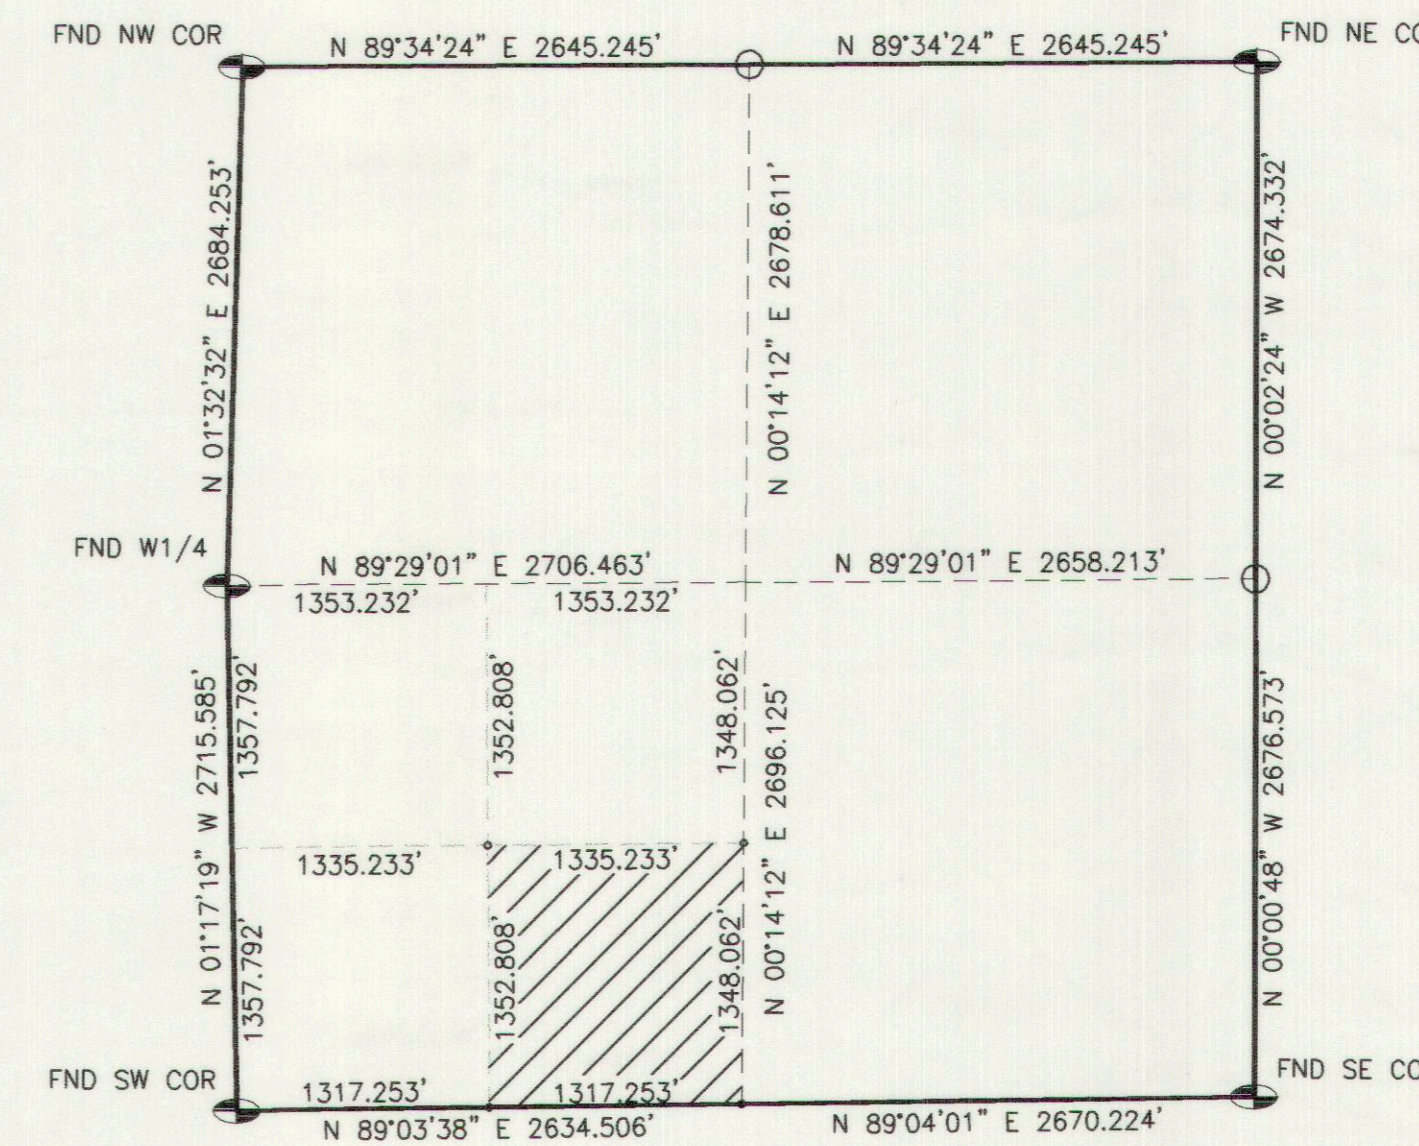 FND NW COR
N 89°34'24" E 2645.245'
N 89°34'24" E 2645.245'
FND NE CO
N 01°32'32" E 2684.253'
N 00°14'12" E 2678.611'
N 00°02'24" W 2674.332'
FND W1/4
N 89°29'01" E 2706.463'
N 89°29'01" E 2658.213'
1353.232'
1353.232'
N 01°17'19" W 2715.585'
1357.792'
1352.808'
1348.062'
N 00°14'12" E 2696.125'
N 00°00'48" W 2676.573'
1335.233'
1335.233'
1357.792'
1352.808'
1348.062'
FND SW COR
1317.253'
1317.253'
FND SE CO
N 89°03'38" E 2634.506'
N 89°04'01" E 2670.224'